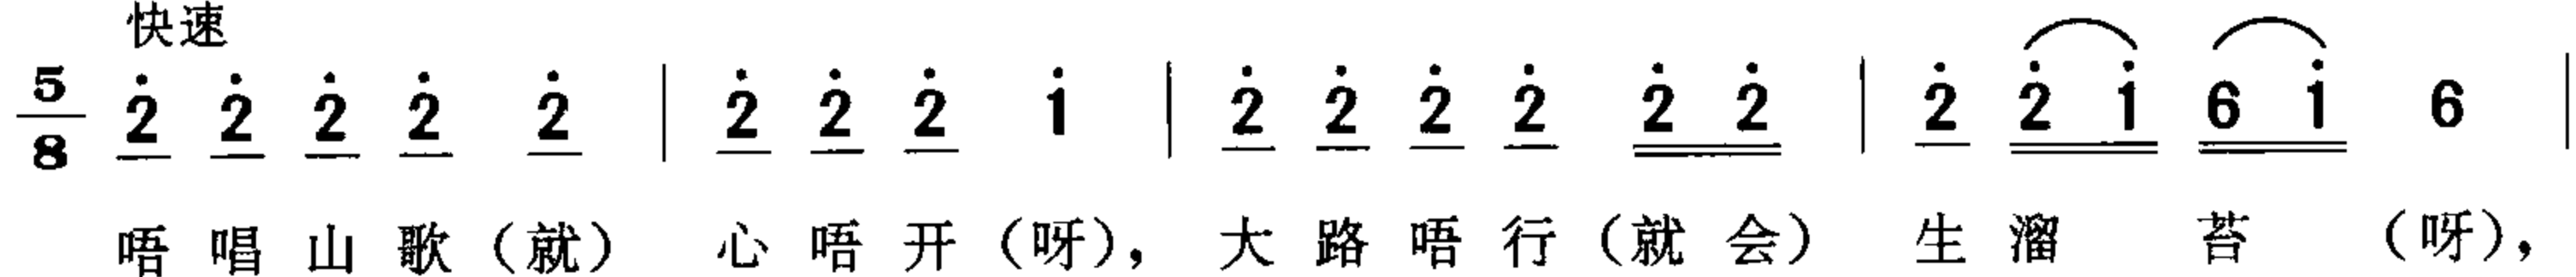 快速
5/8 2̇ 2̇ 2̇ 2̇ 2̇ | 2̇ 2̇ 2̇ 1̇ | 2̇ 2̇ 2̇ 2̇ 2̇ 2̇ | 2̇ 2̇ 1̇ 6 1̇ 6 |
唔唱山歌(就) 心唔开(呀), 大路唔行(就会) 生溜苔(呀),